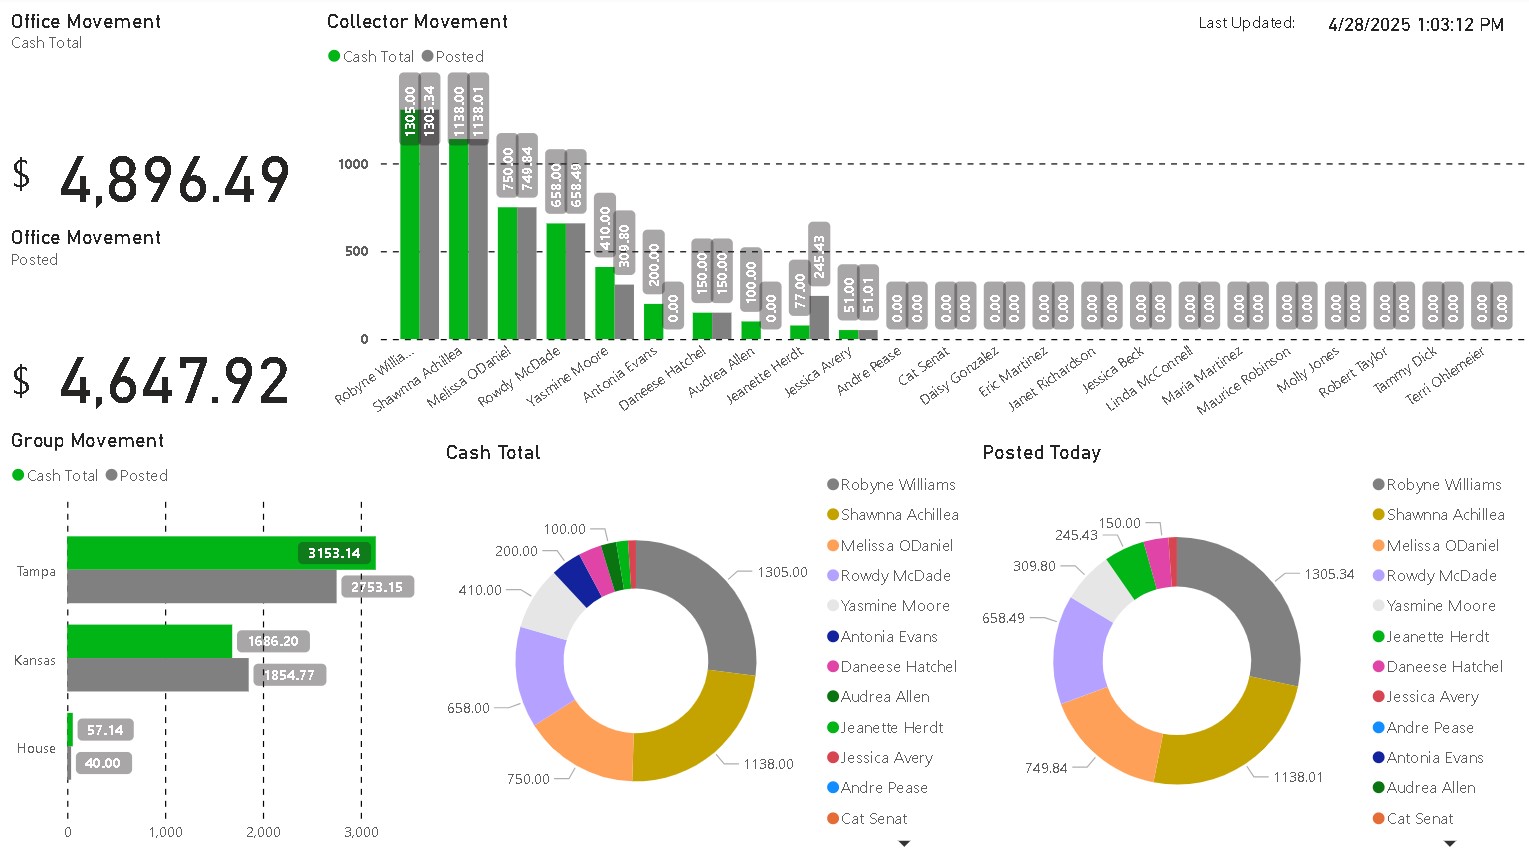 Office Movement
Cash Total
$ 4,896.49
Office Movement
Posted
$ 4,647.92
Collector Movement
Last Updated: 4/28/2025 1:03:12 PM
Cash Total Posted
1000
500
0
1305.00 1305.34 1138.00 1138.01 750.00 749.84 658.00 658.49 410.00 309.80 200.00 0.00 150.00 150.00 100.00 0.00 77.00 245.43 51.00 51.01 0.00 0.00 0.00 0.00 0.00 0.00 0.00 0.00 0.00 0.00 0.00 0.00 0.00 0.00 0.00 0.00 0.00 0.00 0.00 0.00 0.00 0.00 0.00 0.00 0.00 0.00
Robyne Willia...
Shawnna Achillea
Melissa ODaniel
Rowdy McDade
Yasmine Moore
Antonia Evans
Daneese Hatchel
Audrea Allen
Jeanette Herdt
Jessica Avery
Andre Pease
Cat Senat
Daisy Gonzalez
Eric Martinez
Janet Richardson
Jessica Beck
Linda McConnell
Maria Martinez
Maurice Robinson
Molly Jones
Robert Taylor
Tammy Dick
Terri Ohlemeier
Group Movement
Cash Total Posted
Tampa
3153.14
2753.15
Kansas
1686.20
1854.77
House
57.14
40.00
0 1,000 2,000 3,000
Cash Total
100.00
200.00
410.00
658.00
750.00
1305.00
1138.00
Robyne Williams
Shawnna Achillea
Melissa ODaniel
Rowdy McDade
Yasmine Moore
Antonia Evans
Daneese Hatchel
Audrea Allen
Jeanette Herdt
Jessica Avery
Andre Pease
Cat Senat
Posted Today
150.00
245.43
309.80
658.49
749.84
1305.34
1138.01
Robyne Williams
Shawnna Achillea
Melissa ODaniel
Rowdy McDade
Yasmine Moore
Jeanette Herdt
Daneese Hatchel
Jessica Avery
Andre Pease
Antonia Evans
Audrea Allen
Cat Senat